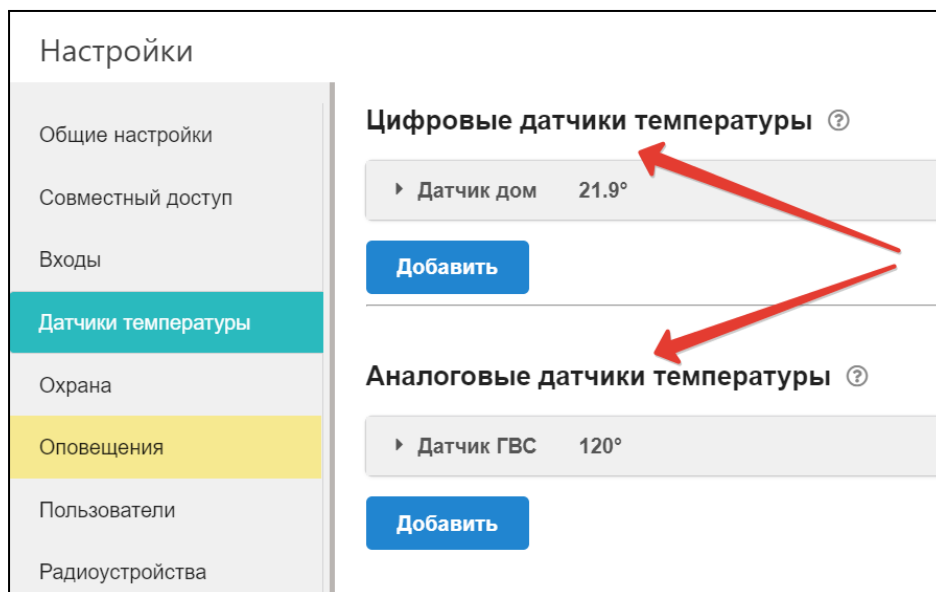 Настройки
Общие настройки
Совместный доступ
Входы
Датчики температуры
Охрана
Оповещения
Пользователи
Радиоустройства
Цифровые датчики температуры ?
Датчик дом 21.9°
Добавить
Аналоговые датчики температуры ?
Датчик ГВС 120°
Добавить